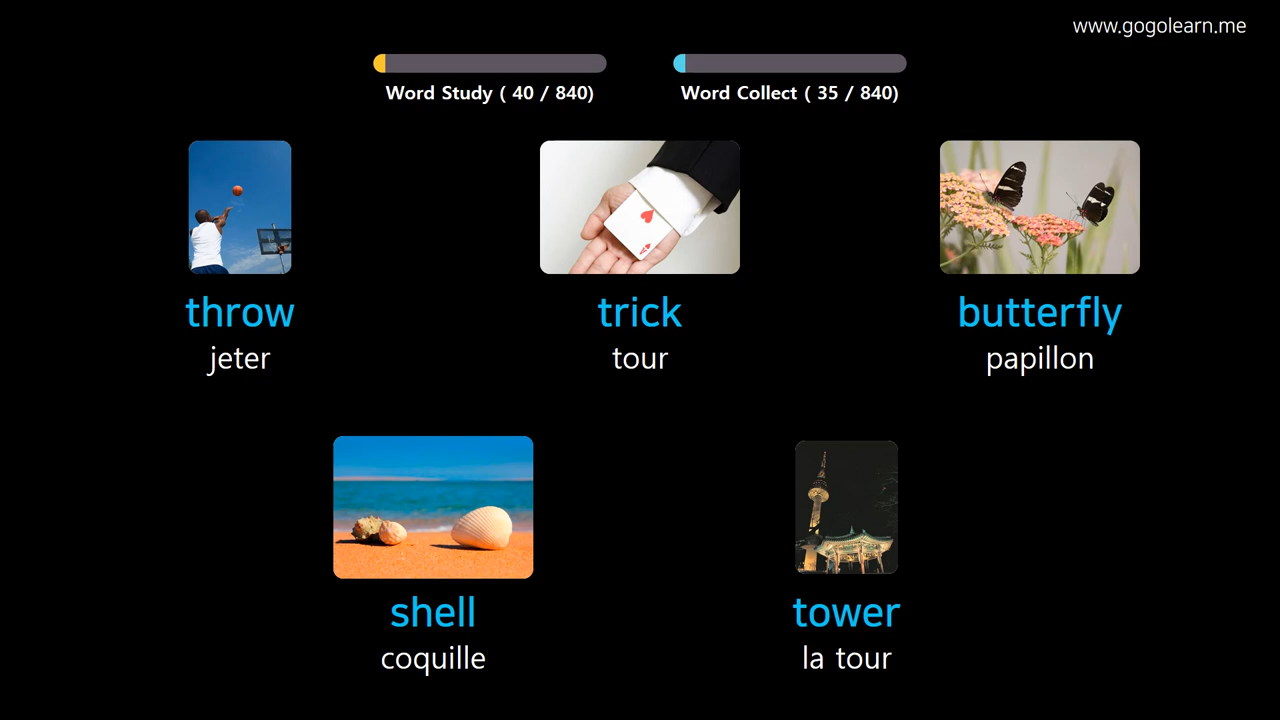 www.gogolearn.me
Word Study ( 40 / 840)
Word Collect ( 35 / 840)
throw
jeter
trick
tour
butterfly
papillon
shell
coquille
tower
la tour